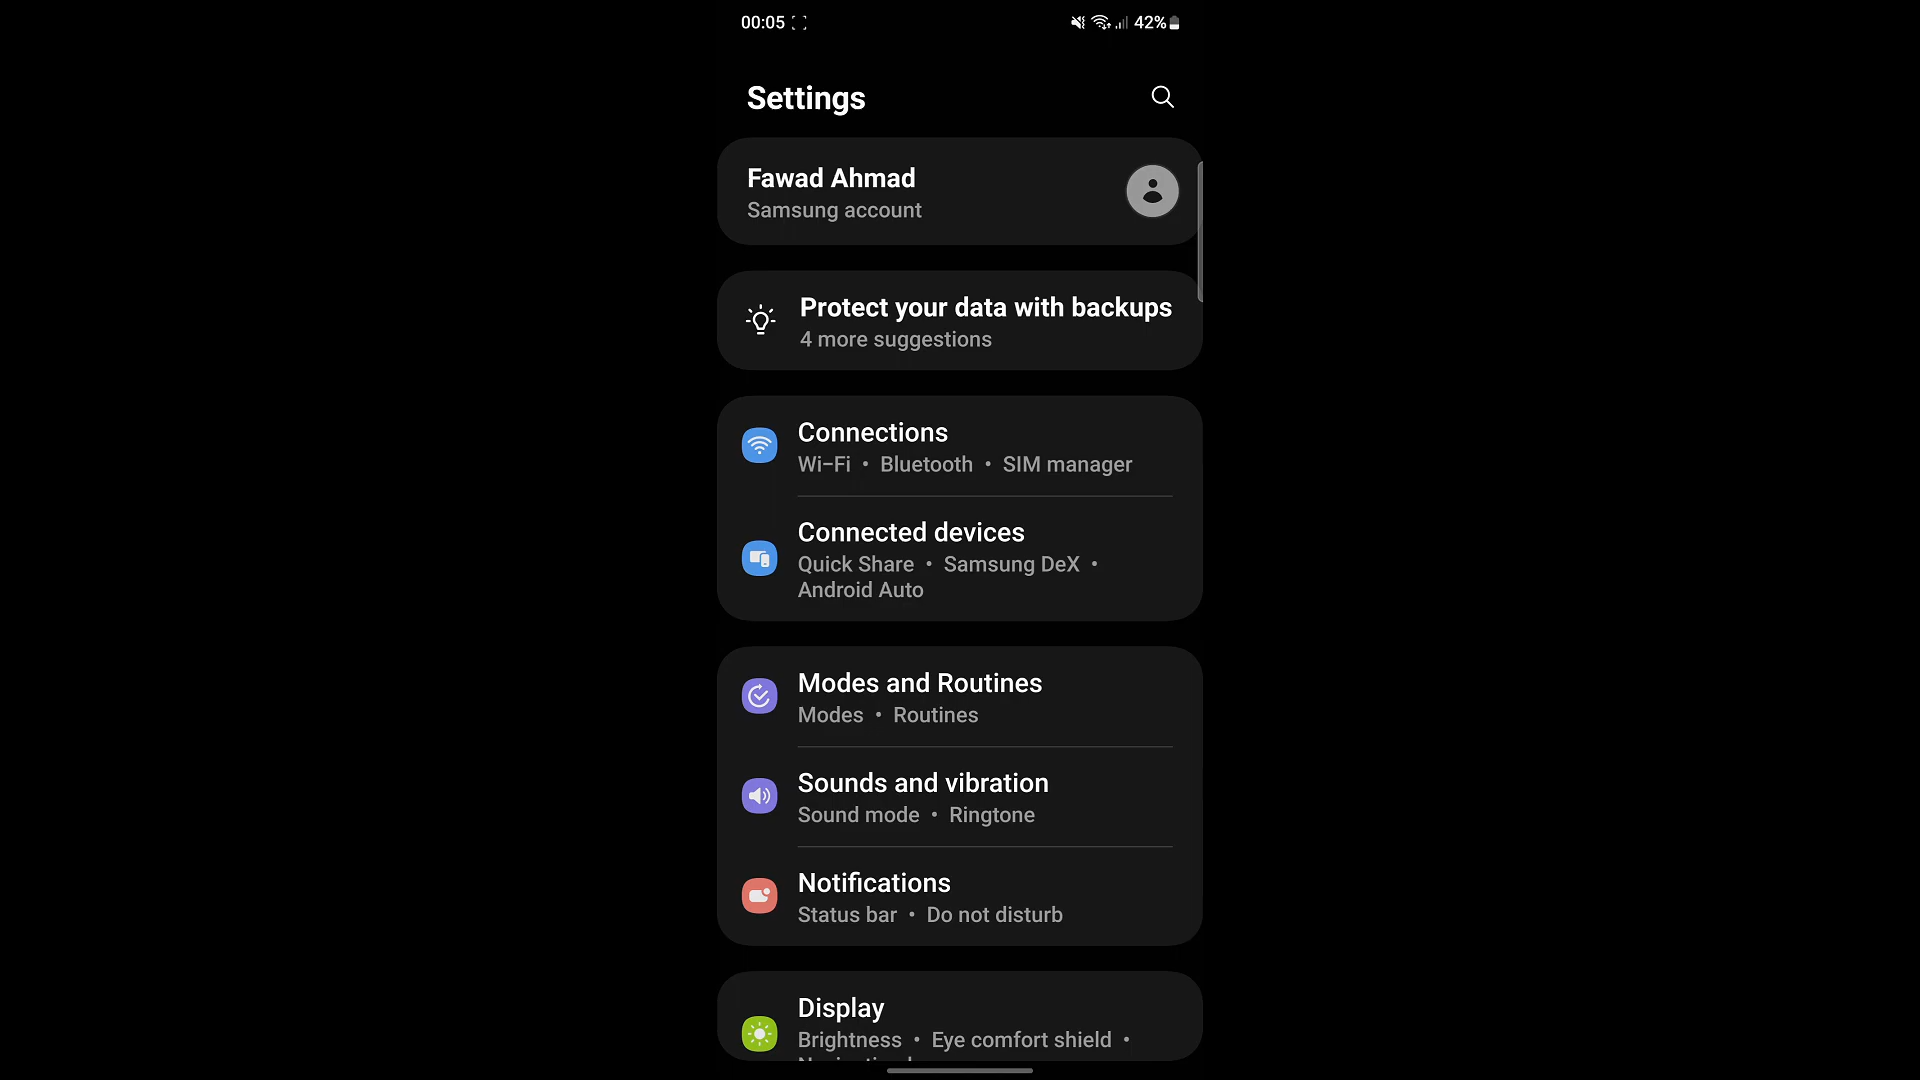 00:05 42%
Settings
Fawad Ahmad
Samsung account
Protect your data with backups
4 more suggestions
Connections
Wi-Fi • Bluetooth • SIM manager
Connected devices
Quick Share • Samsung DeX •
Android Auto
Modes and Routines
Modes • Routines
Sounds and vibration
Sound mode • Ringtone
Notifications
Status bar • Do not disturb
Display
Brightness • Eye comfort shield •